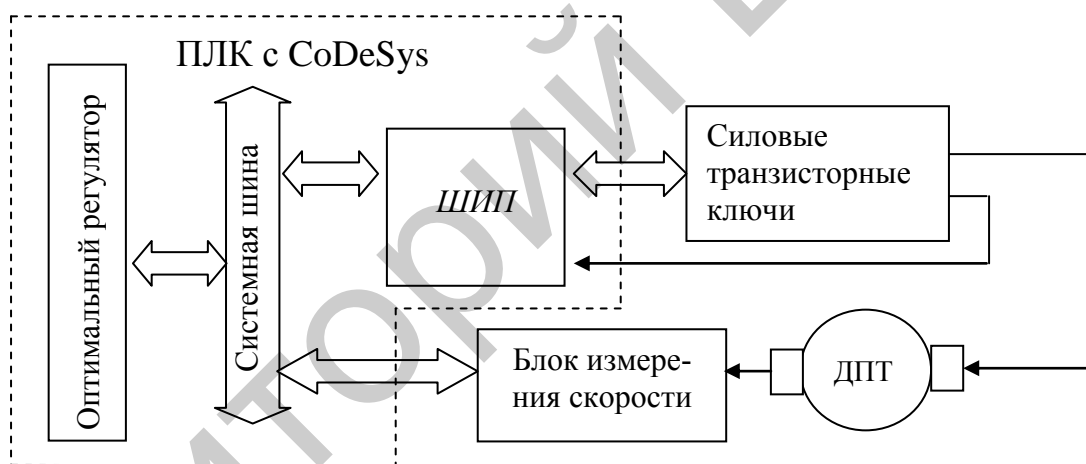 ПЛК с CoDeSys
Оптимальный регулятор
Системная шина
ШИП
Силовые
транзисторные
ключи
Блок измере-
ния скорости
ДПТ